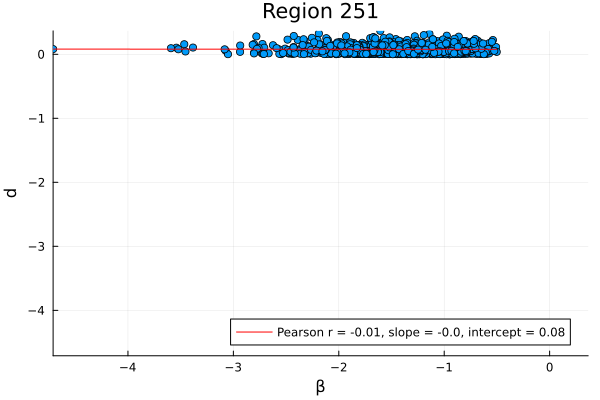 Region 251
d
0
−1
−2
−3
−4
Pearson r = -0.01, slope = -0.0, intercept = 0.08
−4 −3 −2 −1 0
β